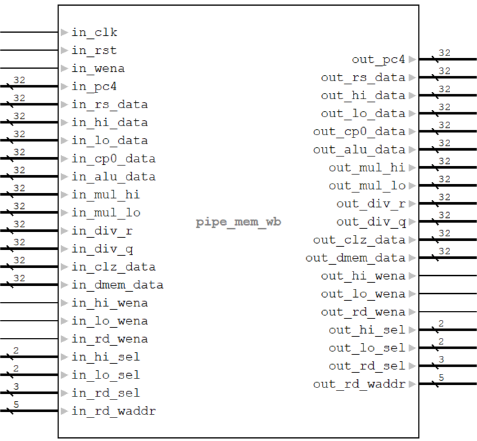 in_clk
in_rst
in_wena
32 in_pc4
32 in_rs_data
32 in_hi_data
32 in_lo_data
32 in_cp0_data
32 in_alu_data
32 in_mul_hi
32 in_mul_lo
32 in_div_r
32 in_div_q
32 in_clz_data
32 in_dmem_data
in_hi_wena
in_lo_wena
in_rd_wena
2 in_hi_sel
2 in_lo_sel
3 in_rd_sel
5 in_rd_waddr
pipe_mem_wb
out_pc4 32
out_rs_data 32
out_hi_data 32
out_lo_data 32
out_cp0_data 32
out_alu_data 32
out_mul_hi 32
out_mul_lo 32
out_div_r 32
out_div_q 32
out_clz_data 32
out_dmem_data 32
out_hi_wena
out_lo_wena
out_rd_wena
out_hi_sel 2
out_lo_sel 2
out_rd_sel 3
out_rd_waddr 5